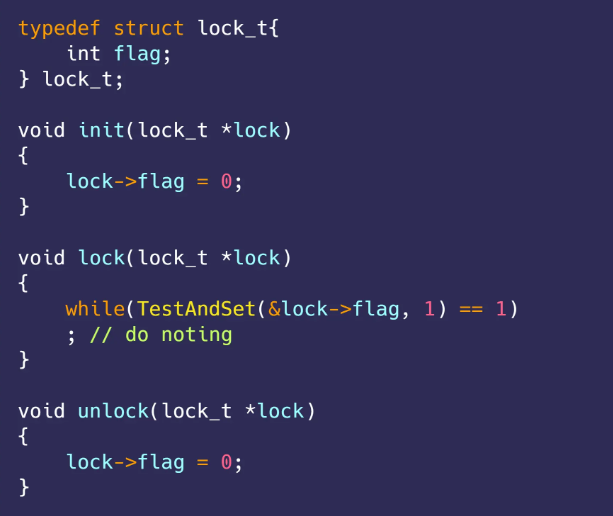 typedef struct lock_t{
    int flag;
} lock_t;

void init(lock_t *lock)
{
    lock->flag = 0;
}

void lock(lock_t *lock)
{
    while(TestAndSet(&lock->flag, 1) == 1)
    ; // do noting
}

void unlock(lock_t *lock)
{
    lock->flag = 0;
}